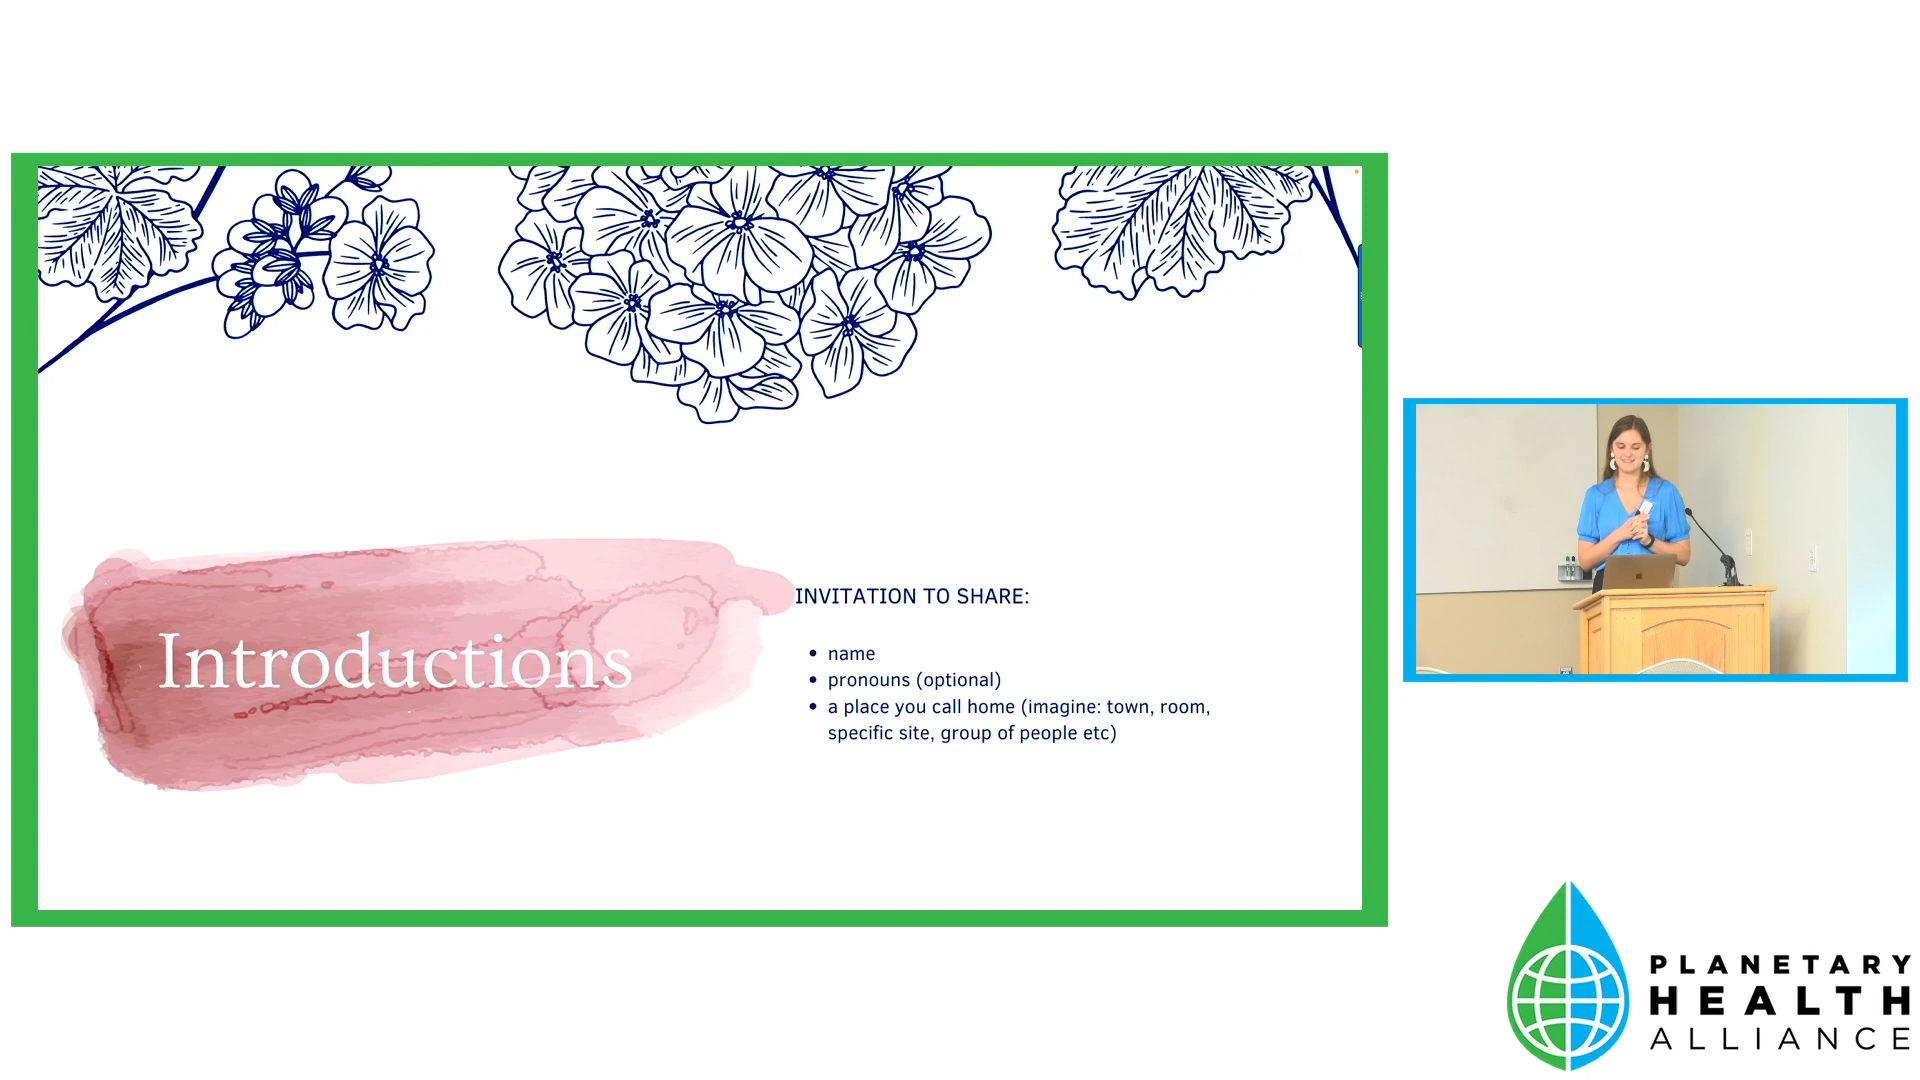 Introductions
INVITATION TO SHARE:
• name
• pronouns (optional)
• a place you call home (imagine: town, room,
specific site, group of people etc)
PLANETARY
HEALTH
ALLIANCE